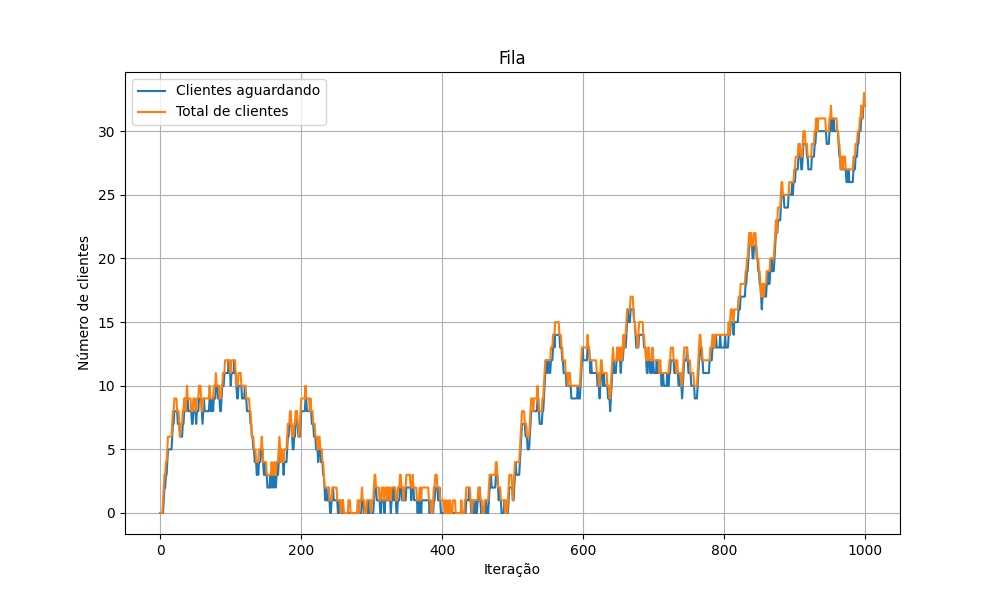 Fila
Clientes aguardando
Total de clientes
Número de clientes
30
25
20
15
10
5
0
0 200 400 600 800 1000
Iteração